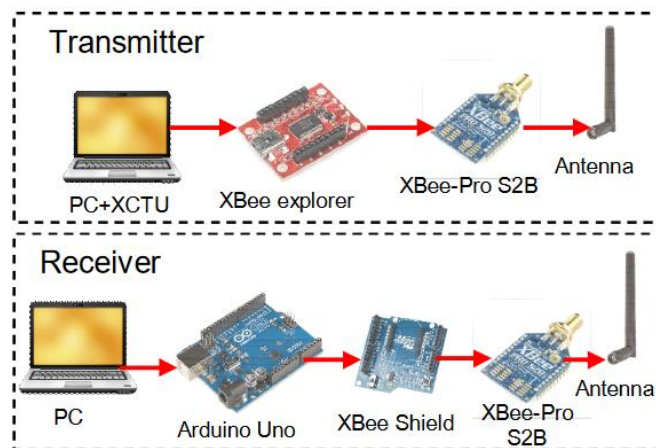 Transmitter
PC+XCTU
XBee explorer
XBee-Pro S2B
Antenna
Receiver
PC
Arduino Uno
XBee Shield
XBee-Pro
S2B
Antenna